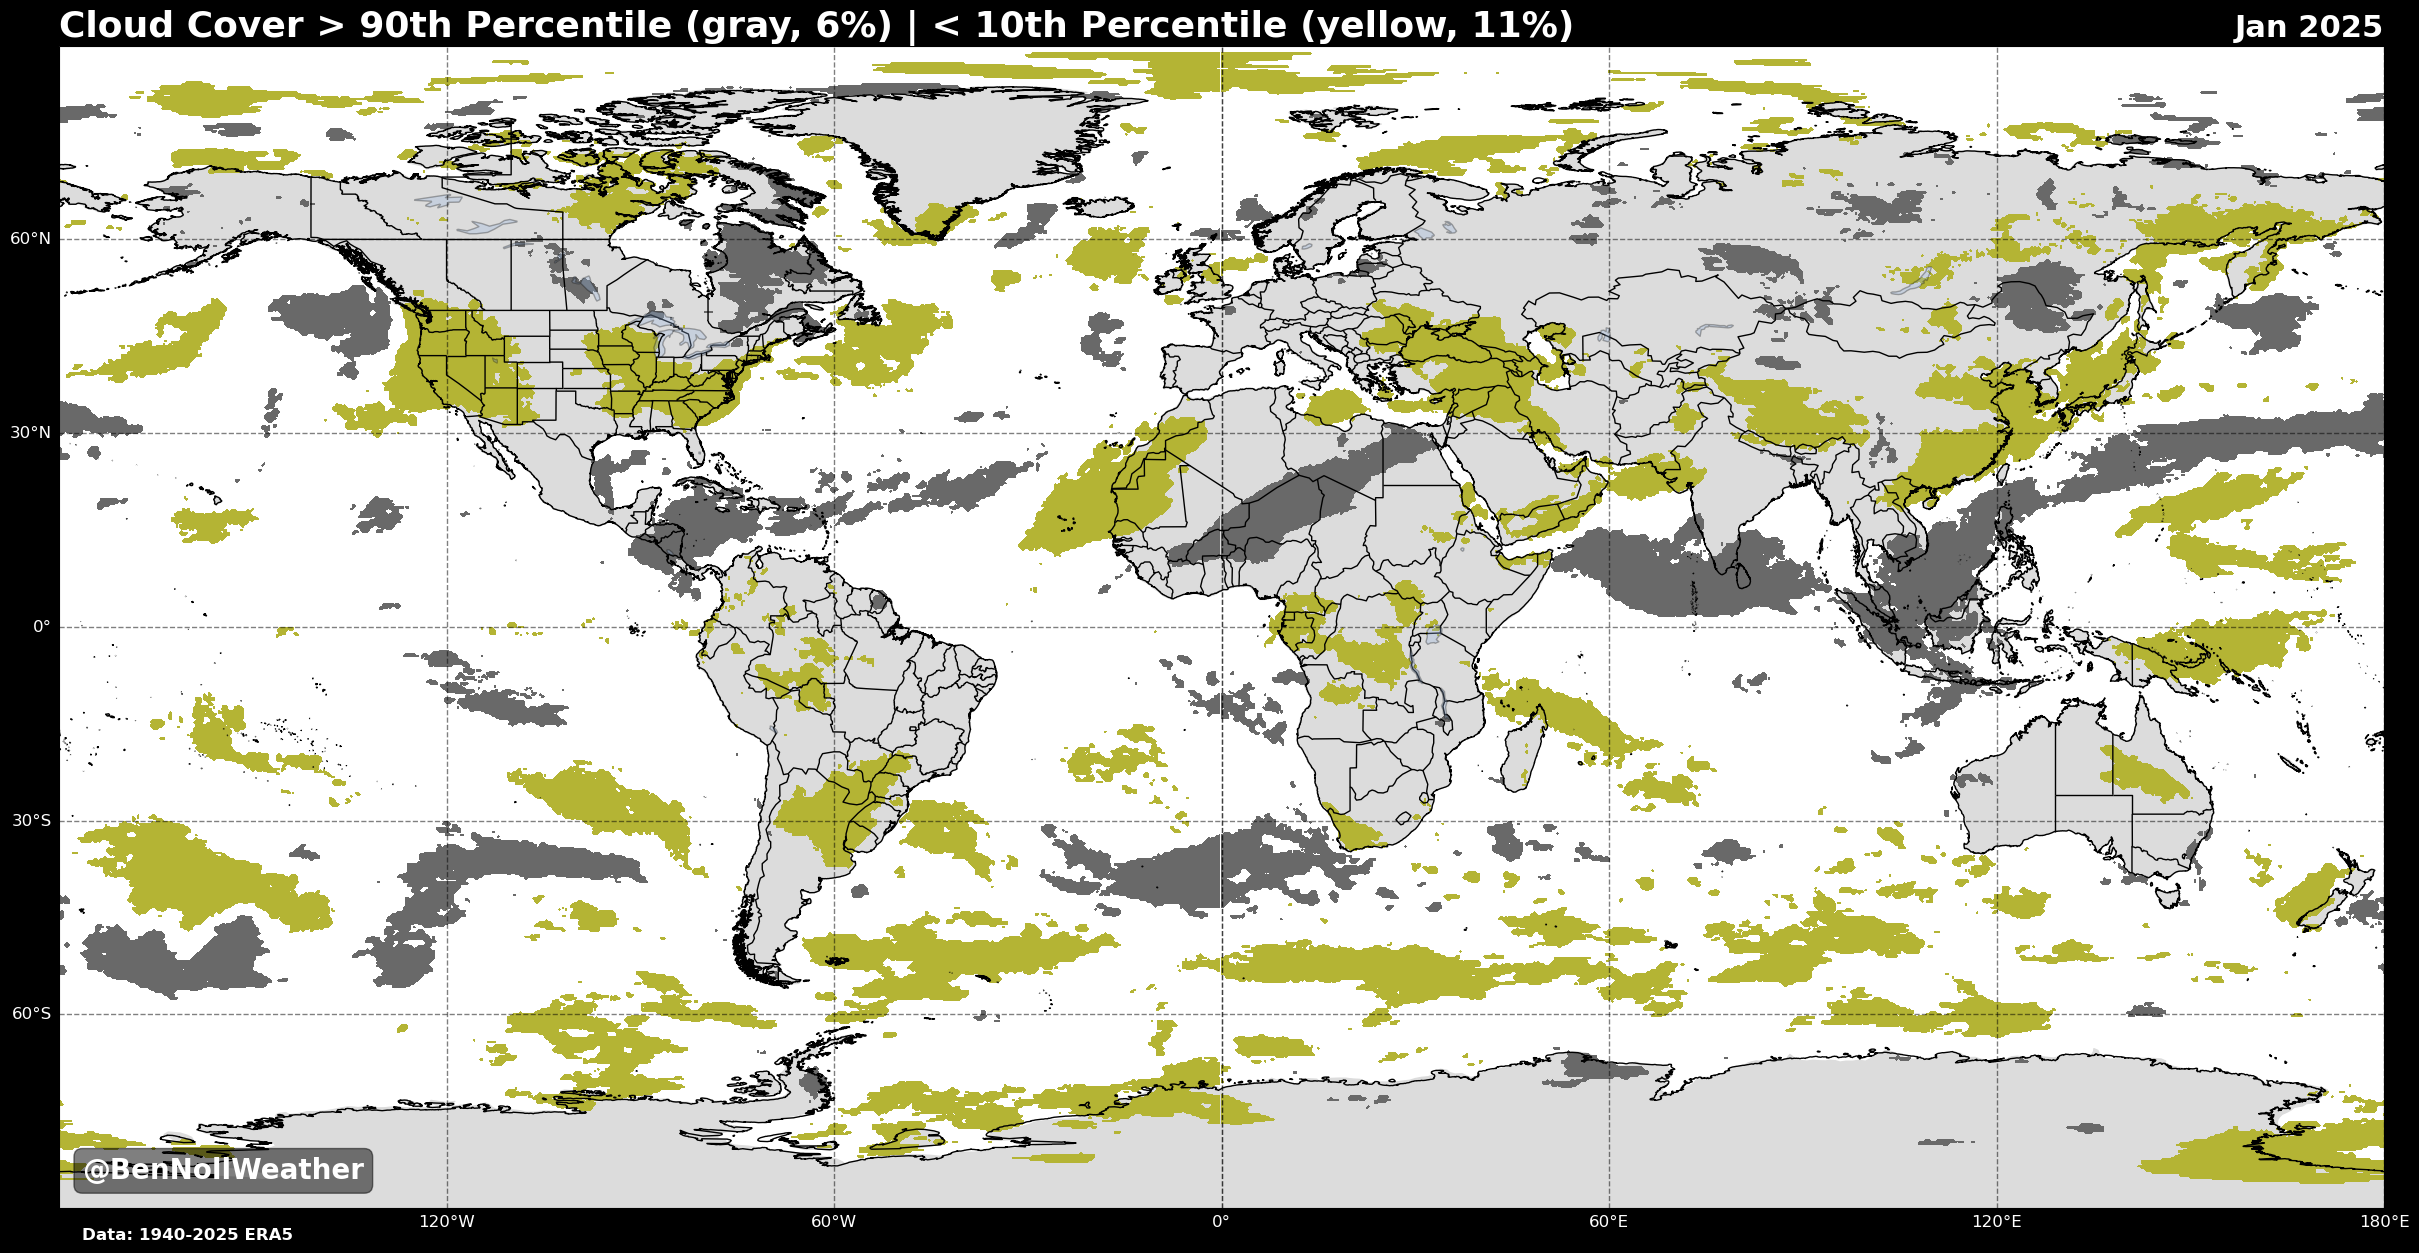 Cloud Cover > 90th Percentile (gray, 6%) | < 10th Percentile (yellow, 11%)
Jan 2025
60°N
30°N
0°
30°S
60°S
@BenNollWeather
120°W
60°W
0°
60°E
120°E
180°E
Data: 1940-2025 ERA5